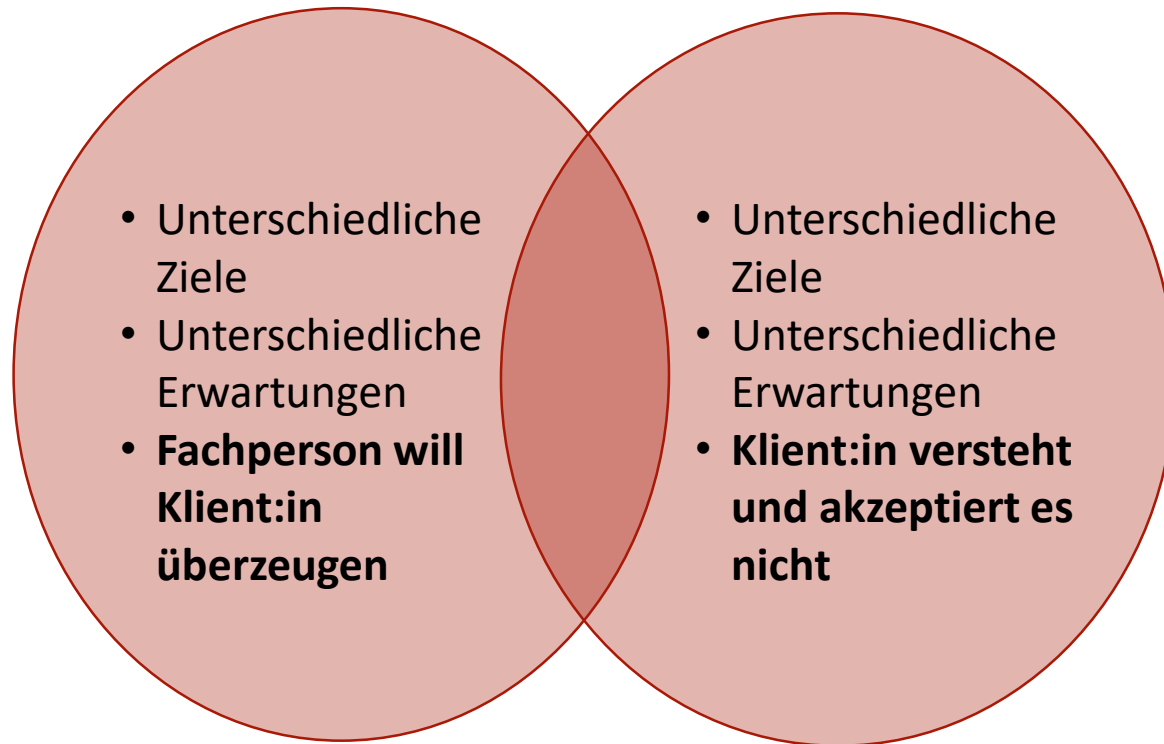 • Unterschiedliche
Ziele
• Unterschiedliche
Erwartungen
• Fachperson will
Klient:in
überzeugen
• Unterschiedliche
Ziele
• Unterschiedliche
Erwartungen
• Klient:in versteht
und akzeptiert es
nicht